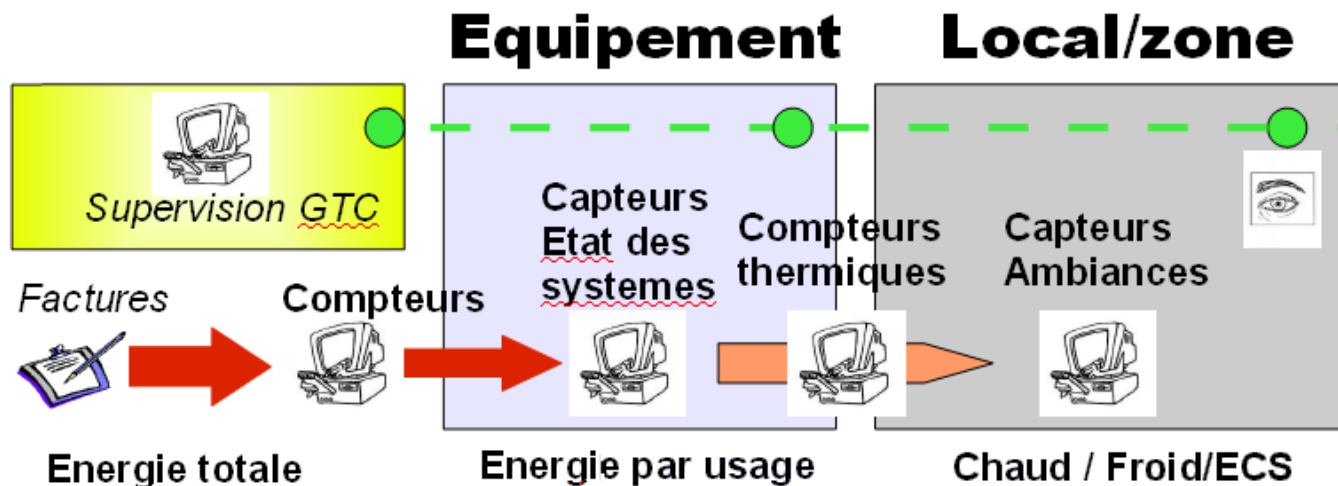 Equipement
Local/zone
Supervision GTC
Capteurs
Etat des
systemes
Compteurs
thermiques
Capteurs
Ambiances
Factures
Compteurs
Energie totale
Energie par usage
Chaud / Froid/ECS